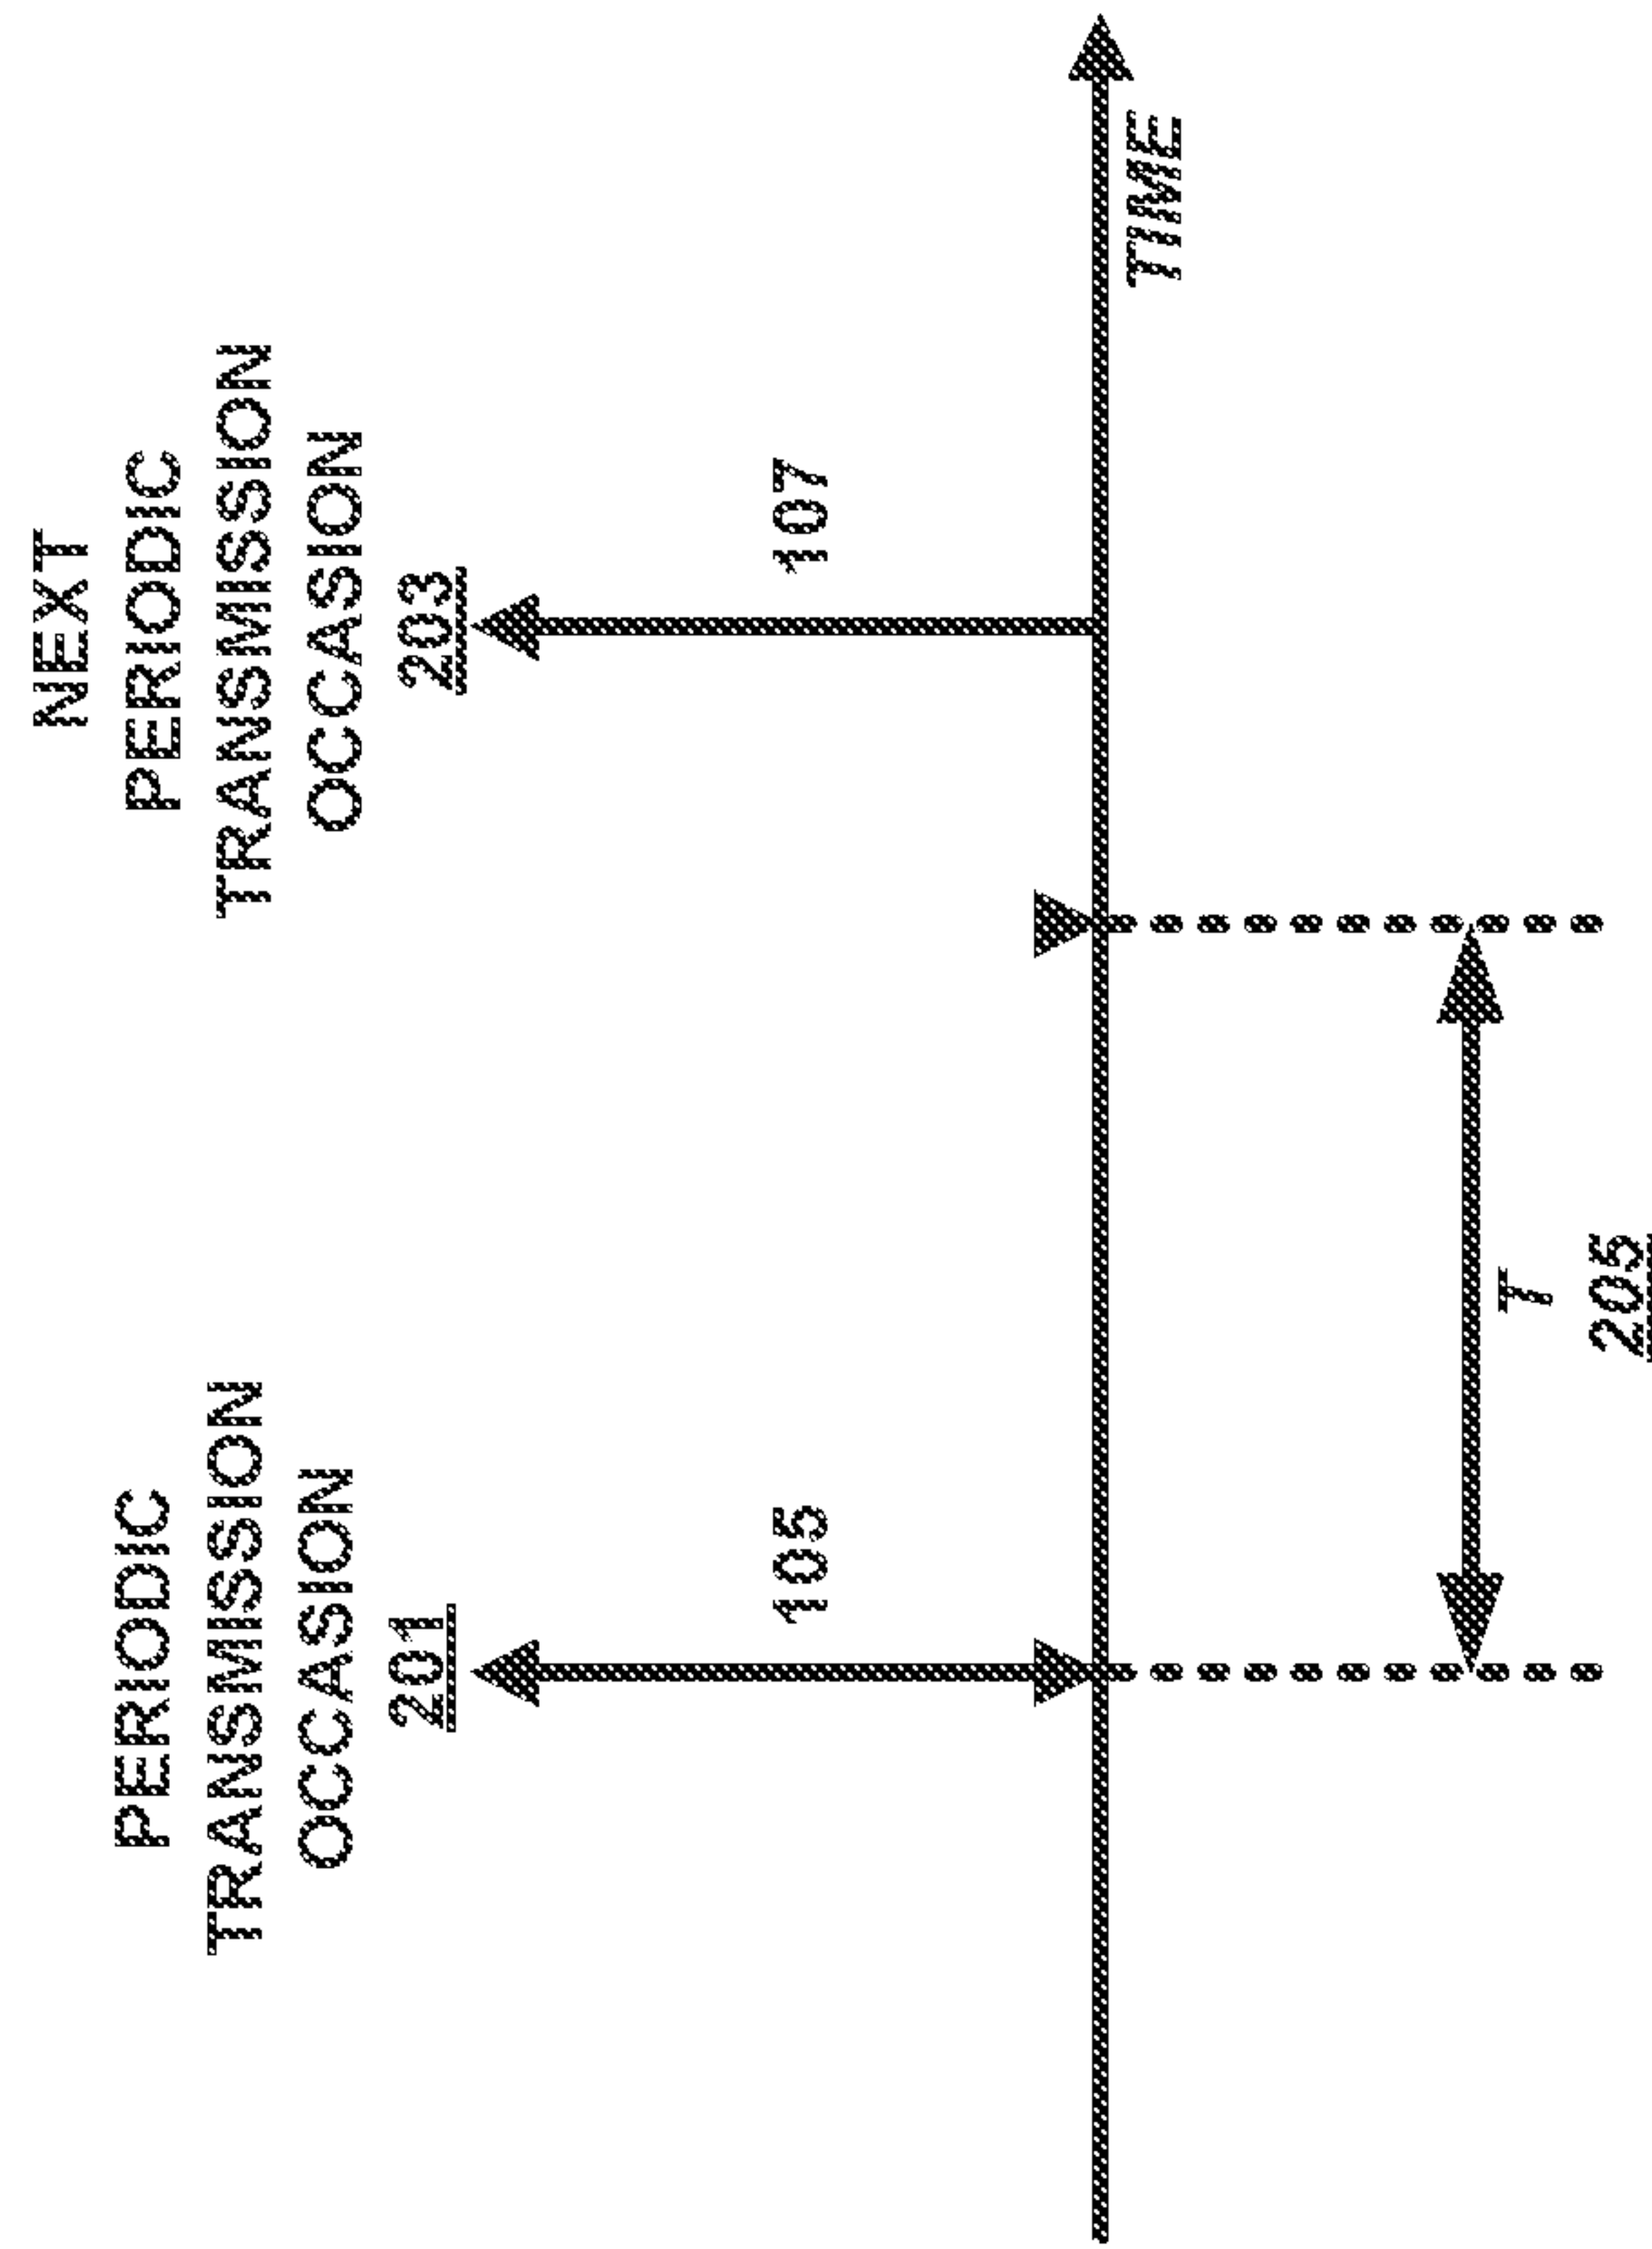 PERIODIC
TRANSMISSION
OCCASION
201
NEXT
PERIODIC
TRANSMISSION
OCCASION
203
105
107
TIME
T
205